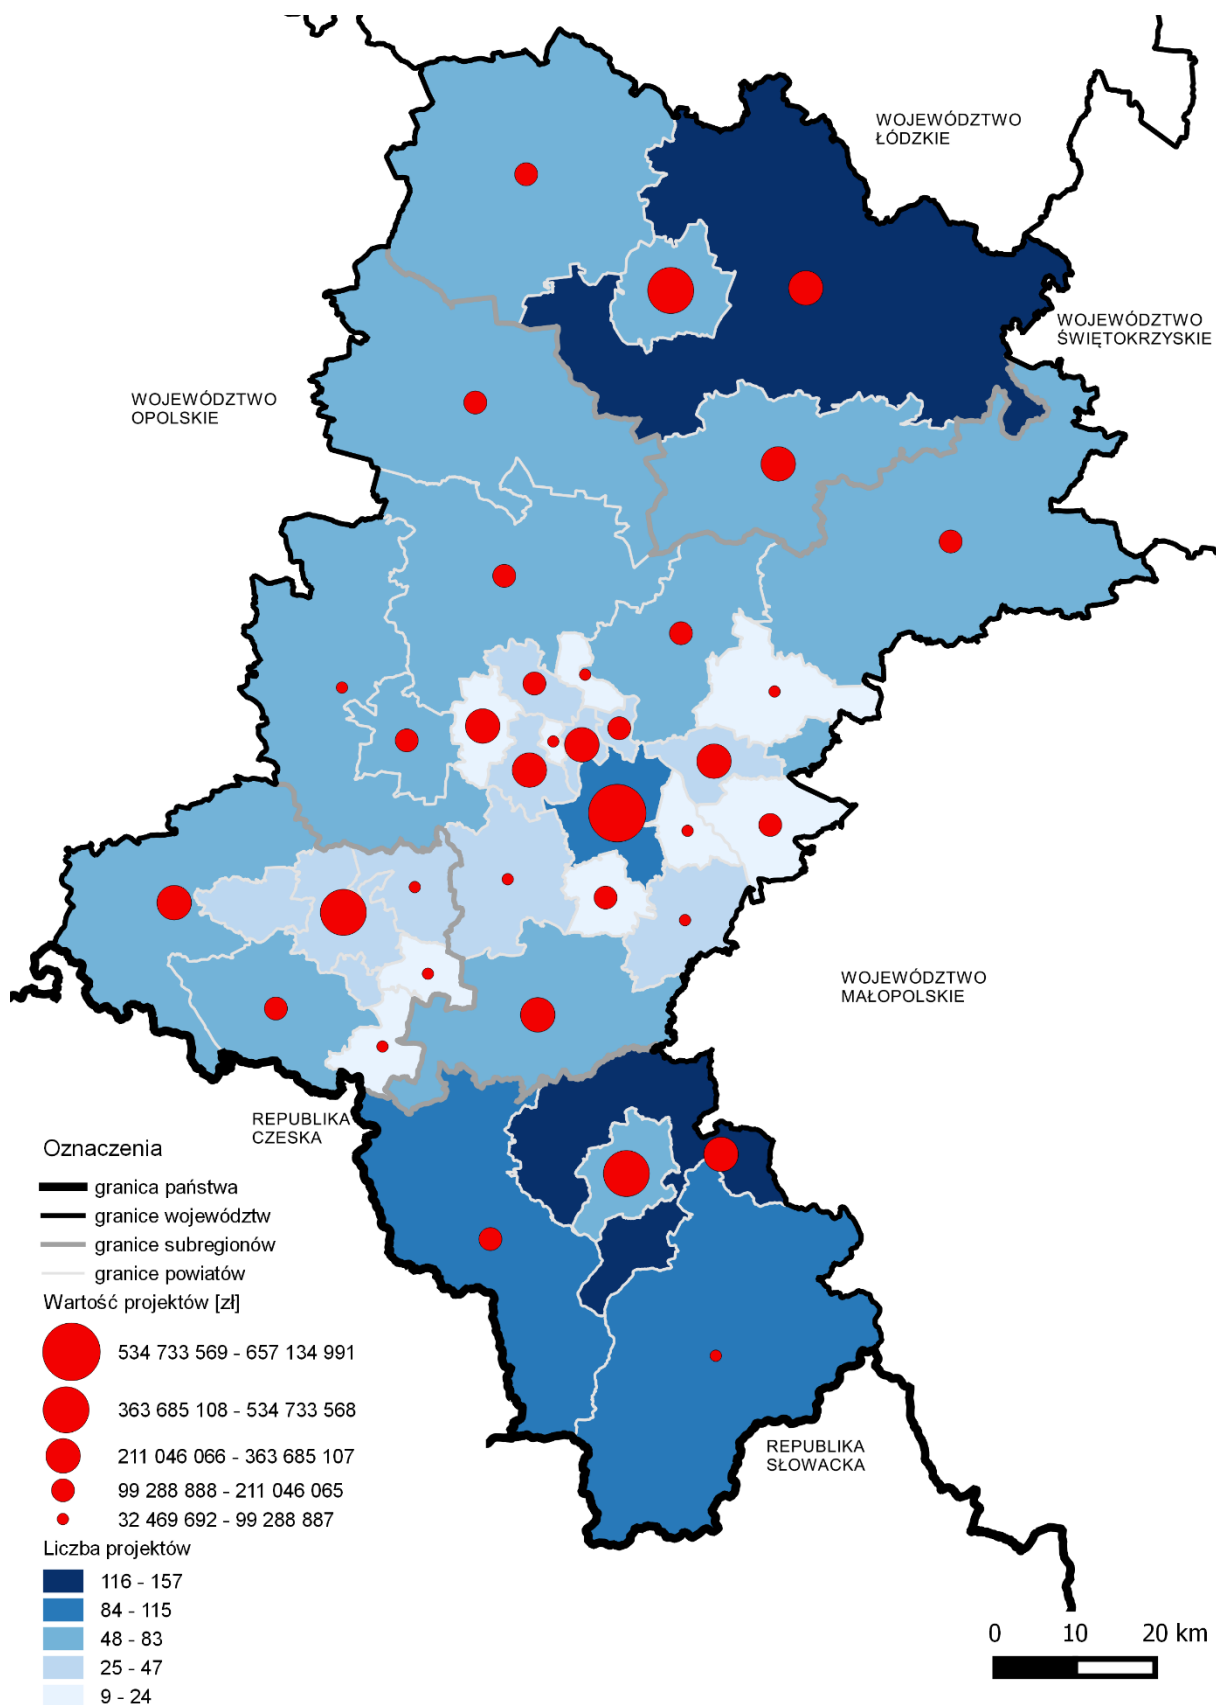 WOJEWÓDZTWO
ŁÓDZKIE
WOJEWÓDZTWO
ŚWIĘTOKRZYSKIE
WOJEWÓDZTWO
OPOLSKIE
WOJEWÓDZTWO
MAŁOPOLSKIE
REPUBLIKA
CZESKA
REPUBLIKA
SŁOWACKA
Oznaczenia
granica państwa
granice województw
granice subregionów
granice powiatów
Wartość projektów [zł]
534 733 569 - 657 134 991
363 685 108 - 534 733 568
211 046 066 - 363 685 107
99 288 888 - 211 046 065
32 469 692 - 99 288 887
Liczba projektów
116 - 157
84 - 115
48 - 83
25 - 47
9 - 24
0 10 20 km